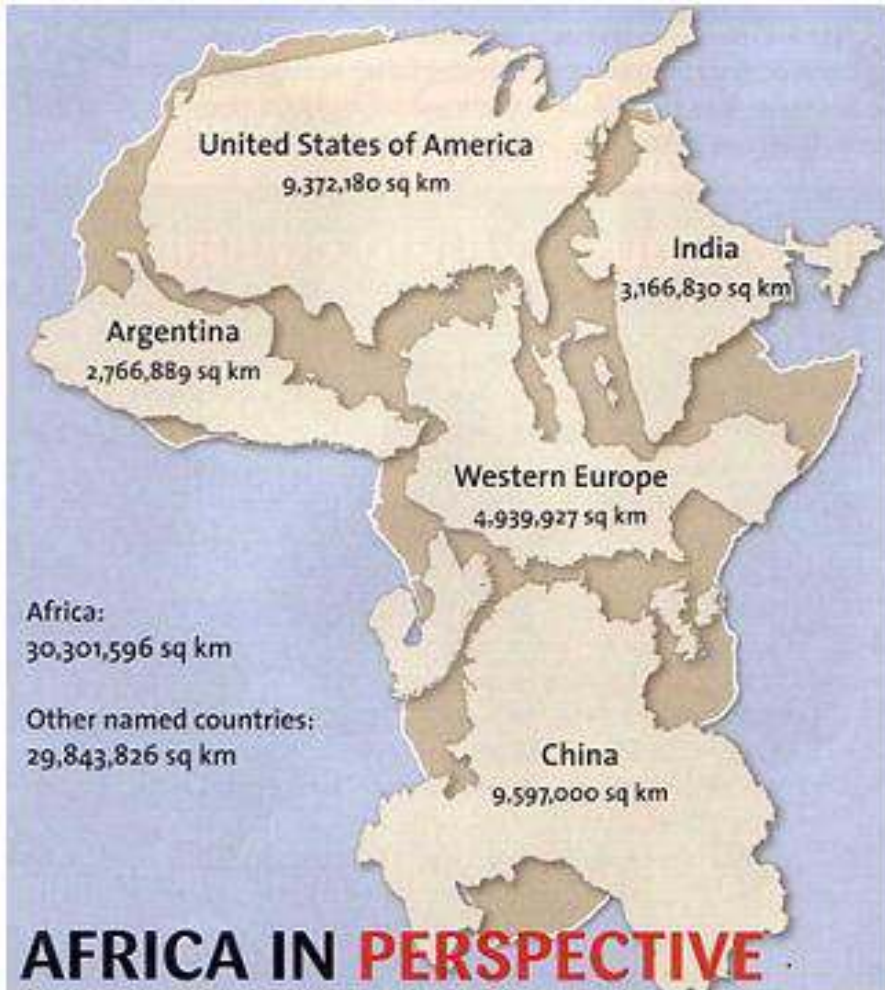 United States of America
9,372,180 sq km
India
3,166,830 sq km
Argentina
2,766,889 sq km
Western Europe
4,939,927 sq km
Africa:
30,301,596 sq km
Other named countries:
29,843,826 sq km
China
9,597,000 sq km
AFRICA IN PERSPECTIVE